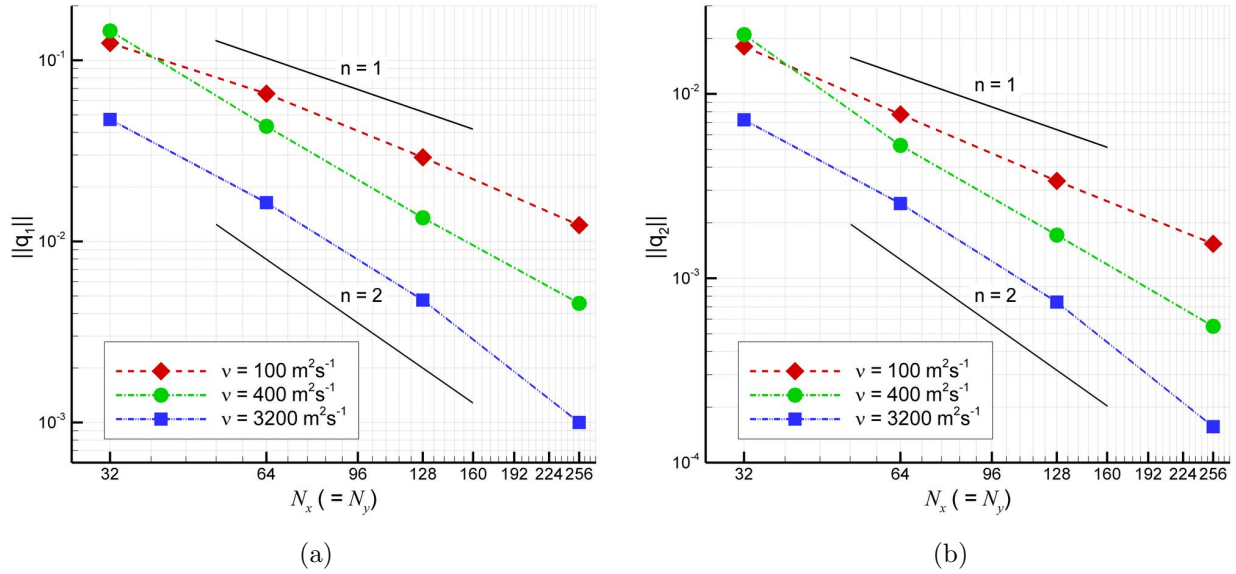 10⁻¹
10⁻²
10⁻³
||q₁||
n = 1
n = 2
ν = 100 m²s⁻¹
ν = 400 m²s⁻¹
ν = 3200 m²s⁻¹
32 64 96 128 160 192 224 256
Nₓ ( = Nᵧ)
(a)
10⁻²
10⁻³
10⁻⁴
||q₂||
n = 1
n = 2
ν = 100 m²s⁻¹
ν = 400 m²s⁻¹
ν = 3200 m²s⁻¹
32 64 96 128 160 192 224 256
Nₓ ( = Nᵧ)
(b)